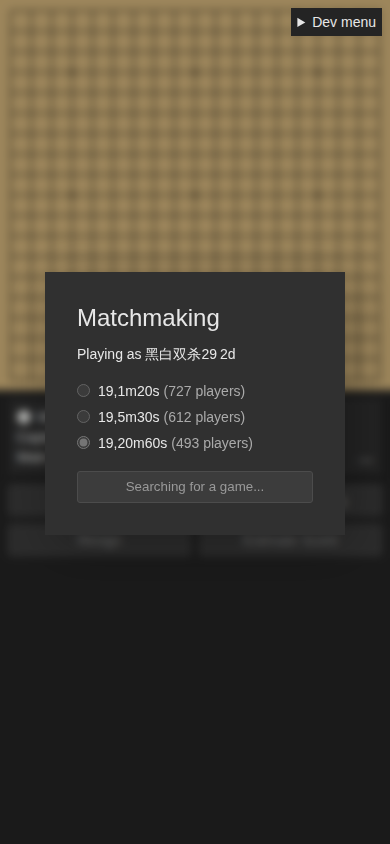 ▶ Dev menu
Matchmaking
Playing as 黑白双杀29 2d
19,1m20s (727 players)
19,5m30s (612 players)
19,20m60s (493 players)
Searching for a game...